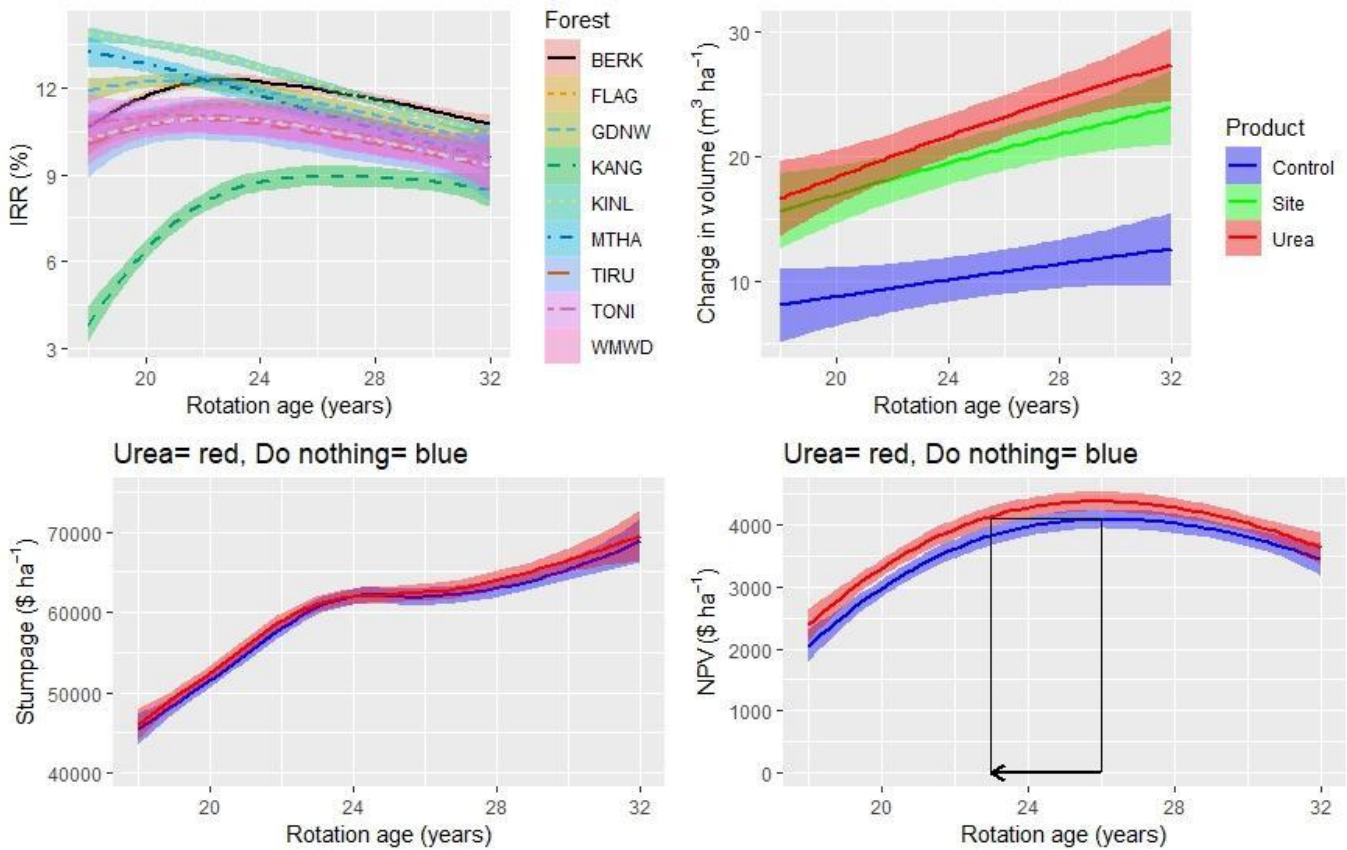 IRR (%)
12
9
6
3
20
24
28
32
Rotation age (years)
Forest
BERK
FLAG
GDNW
KANG
KINL
MTHA
TIRU
TONI
WMWD
Change in volume (m³ ha⁻¹)
30
20
10
20
24
28
32
Rotation age (years)
Product
Control
Site
Urea
Urea= red, Do nothing= blue
Stumpage ($ ha⁻¹)
70000
60000
50000
40000
20
24
28
32
Rotation age (years)
Urea= red, Do nothing= blue
NPV ($ ha⁻¹)
4000
3000
2000
1000
0
20
24
28
32
Rotation age (years)